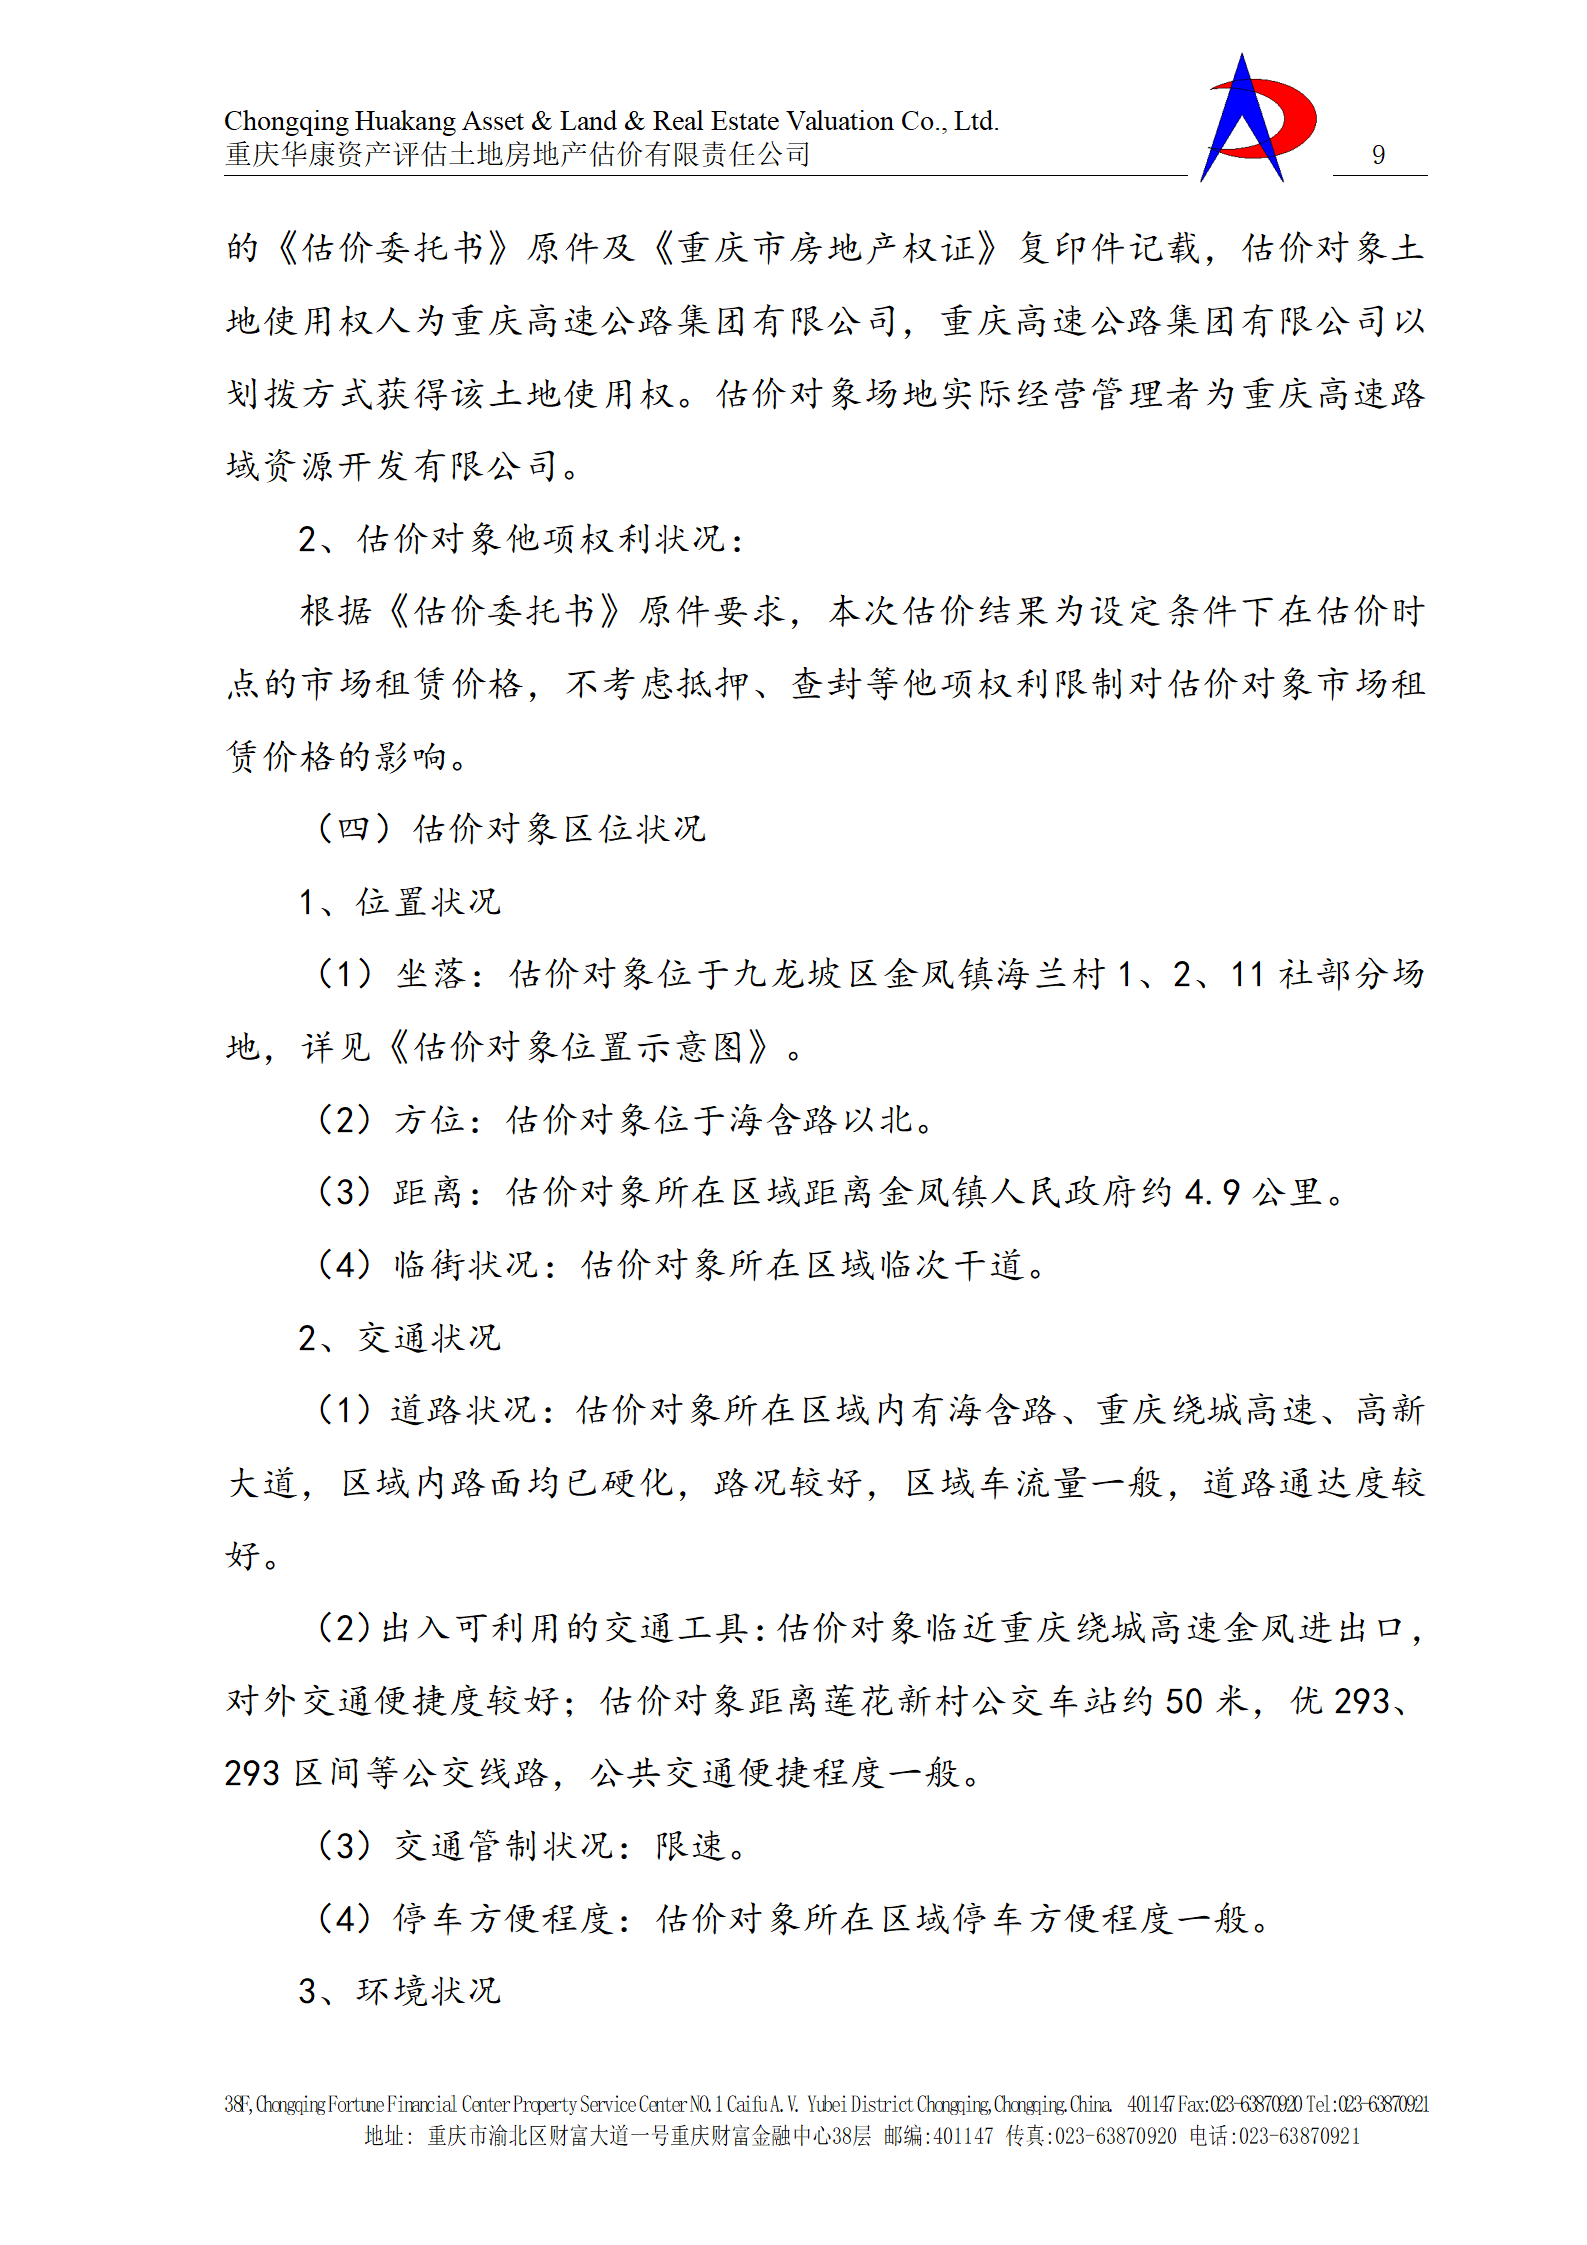 Chongqing Huakang Asset & Land & Real Estate Valuation Co., Ltd.
重庆华康资产评估土地房地产估价有限责任公司
9
的《估价委托书》原件及《重庆市房地产权证》复印件记载，估价对象土
地使用权人为重庆高速公路集团有限公司，重庆高速公路集团有限公司以
划拨方式获得该土地使用权。估价对象场地实际经营管理者为重庆高速路
域资源开发有限公司。
2、估价对象他项权利状况：
根据《估价委托书》原件要求，本次估价结果为设定条件下在估价时
点的市场租赁价格，不考虑抵押、查封等他项权利限制对估价对象市场租
赁价格的影响。
（四）估价对象区位状况
1、位置状况
（1）坐落：估价对象位于九龙坡区金凤镇海兰村 1、2、11 社部分场
地，详见《估价对象位置示意图》。
（2）方位：估价对象位于海含路以北。
（3）距离：估价对象所在区域距离金凤镇人民政府约 4.9 公里。
（4）临街状况：估价对象所在区域临次干道。
2、交通状况
（1）道路状况：估价对象所在区域内有海含路、重庆绕城高速、高新
大道，区域内路面均已硬化，路况较好，区域车流量一般，道路通达度较
好。
（2）出入可利用的交通工具：估价对象临近重庆绕城高速金凤进出口，
对外交通便捷度较好；估价对象距离莲花新村公交车站约 50 米，优 293、
293 区间等公交线路，公共交通便捷程度一般。
（3）交通管制状况：限速。
（4）停车方便程度：估价对象所在区域停车方便程度一般。
3、环境状况
38F, Chongqing Fortune Financial Center Property Service Center NO.1 Caifu A.V. Yubei District Chongqing, Chongqing.China. 401147 Fax:023-63870920 Tel:023-63870921
地址：重庆市渝北区财富大道一号重庆财富金融中心38层 邮编:401147 传真:023-63870920 电话:023-63870921